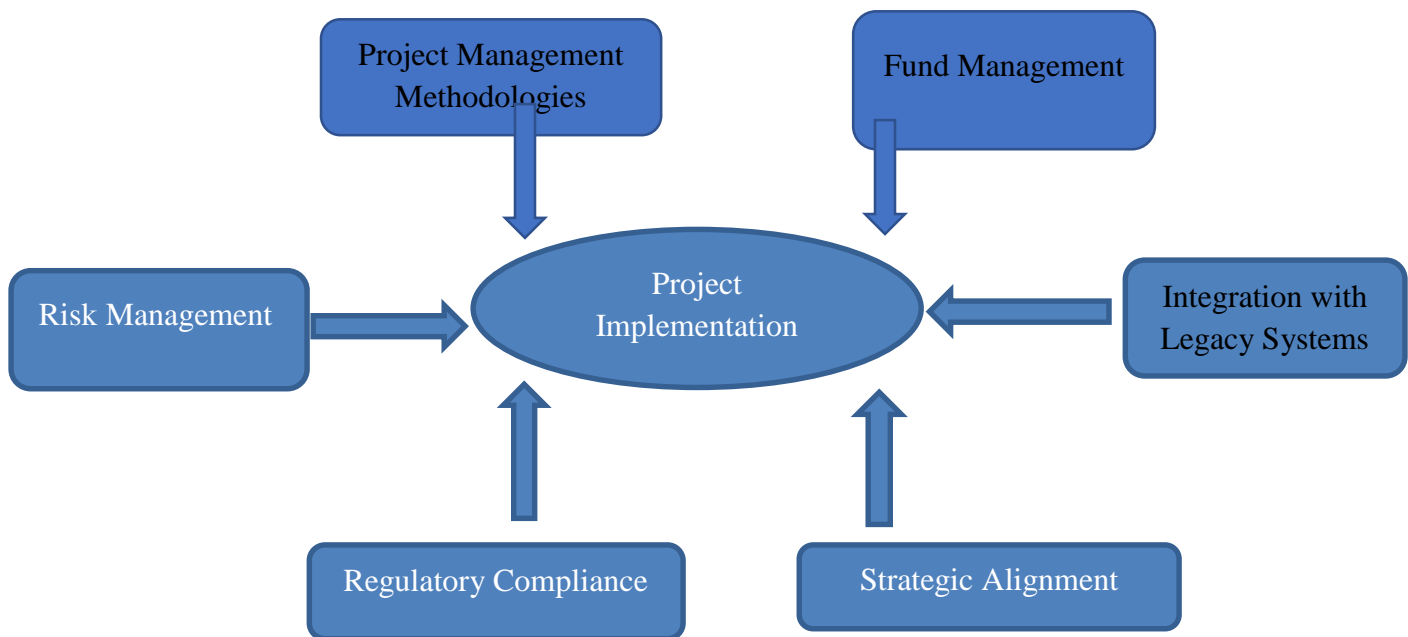 Project Management
Methodologies
Fund Management
Risk Management
Project
Implementation
Integration with
Legacy Systems
Regulatory Compliance
Strategic Alignment